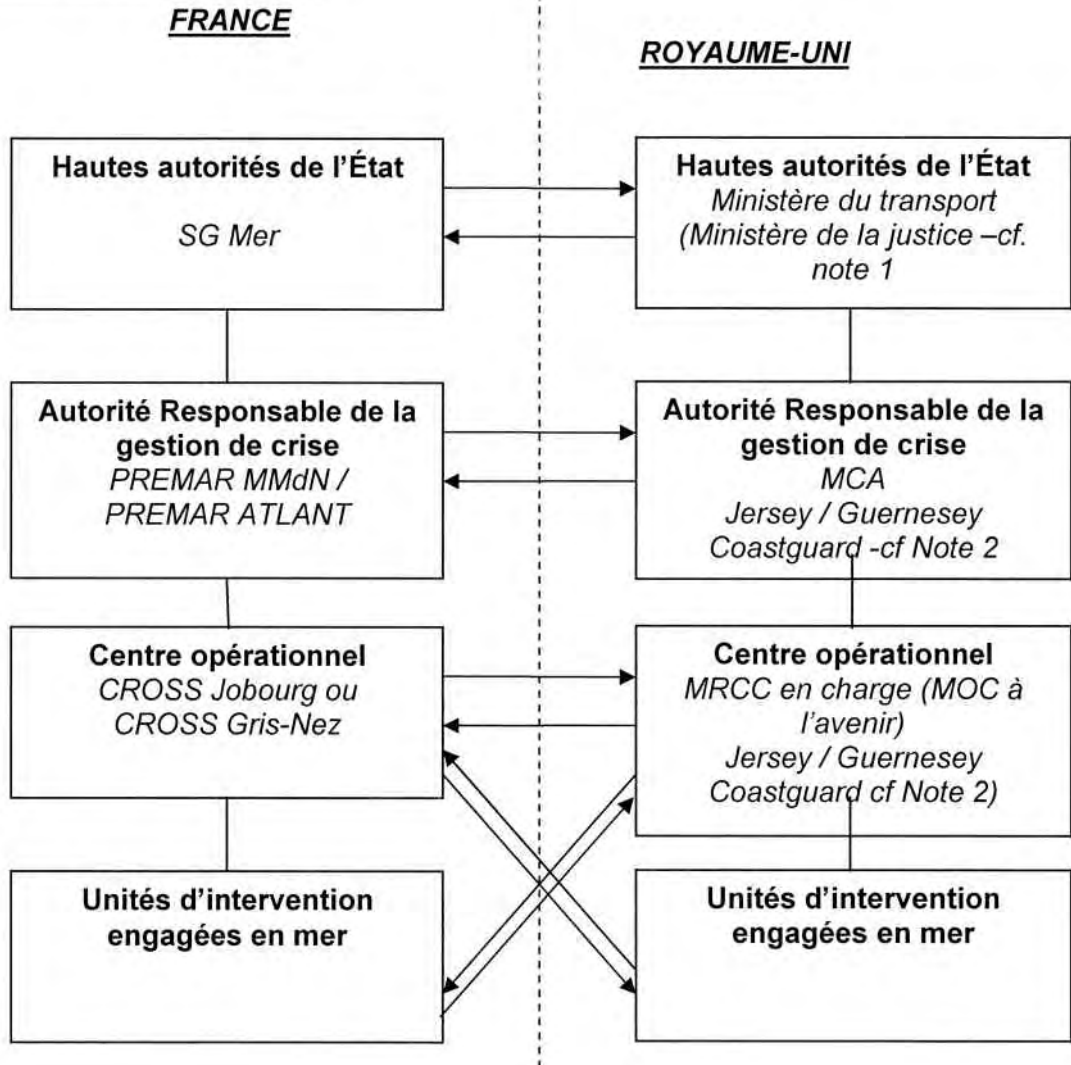 FRANCE
ROYAUME-UNI
Hautes autorités de l'État
SG Mer
Hautes autorités de l'État
Ministère du transport
(Ministère de la justice –cf.
note 1
Autorité Responsable de la
gestion de crise
PREMAR MMdN /
PREMAR ATLANT
Autorité Responsable de la
gestion de crise
MCA
Jersey / Guernesey
Coastguard -cf Note 2
Centre opérationnel
CROSS Jobourg ou
CROSS Gris-Nez
Centre opérationnel
MRCC en charge (MOC à
l'avenir)
Jersey / Guernesey
Coastguard cf Note 2)
Unités d'intervention
engagées en mer
Unités d'intervention
engagées en mer